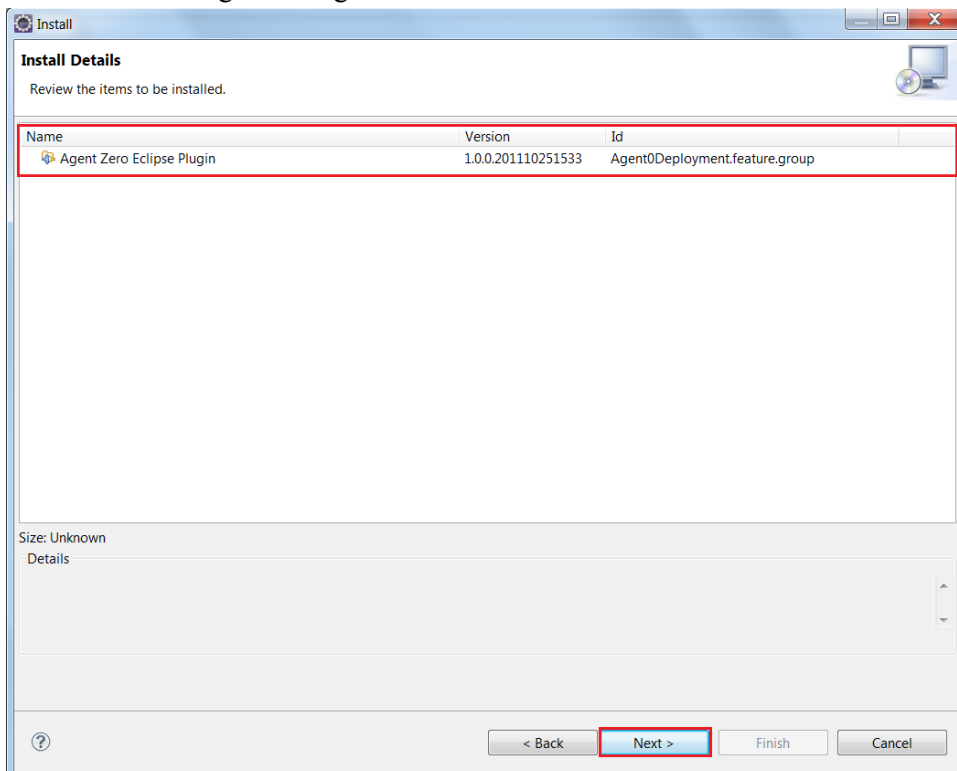 Install
Install Details
Review the items to be installed.
Name Version Id
Agent Zero Eclipse Plugin 1.0.0.201110251533 Agent0Deployment.feature.group
Size: Unknown
Details
< Back Next > Finish Cancel